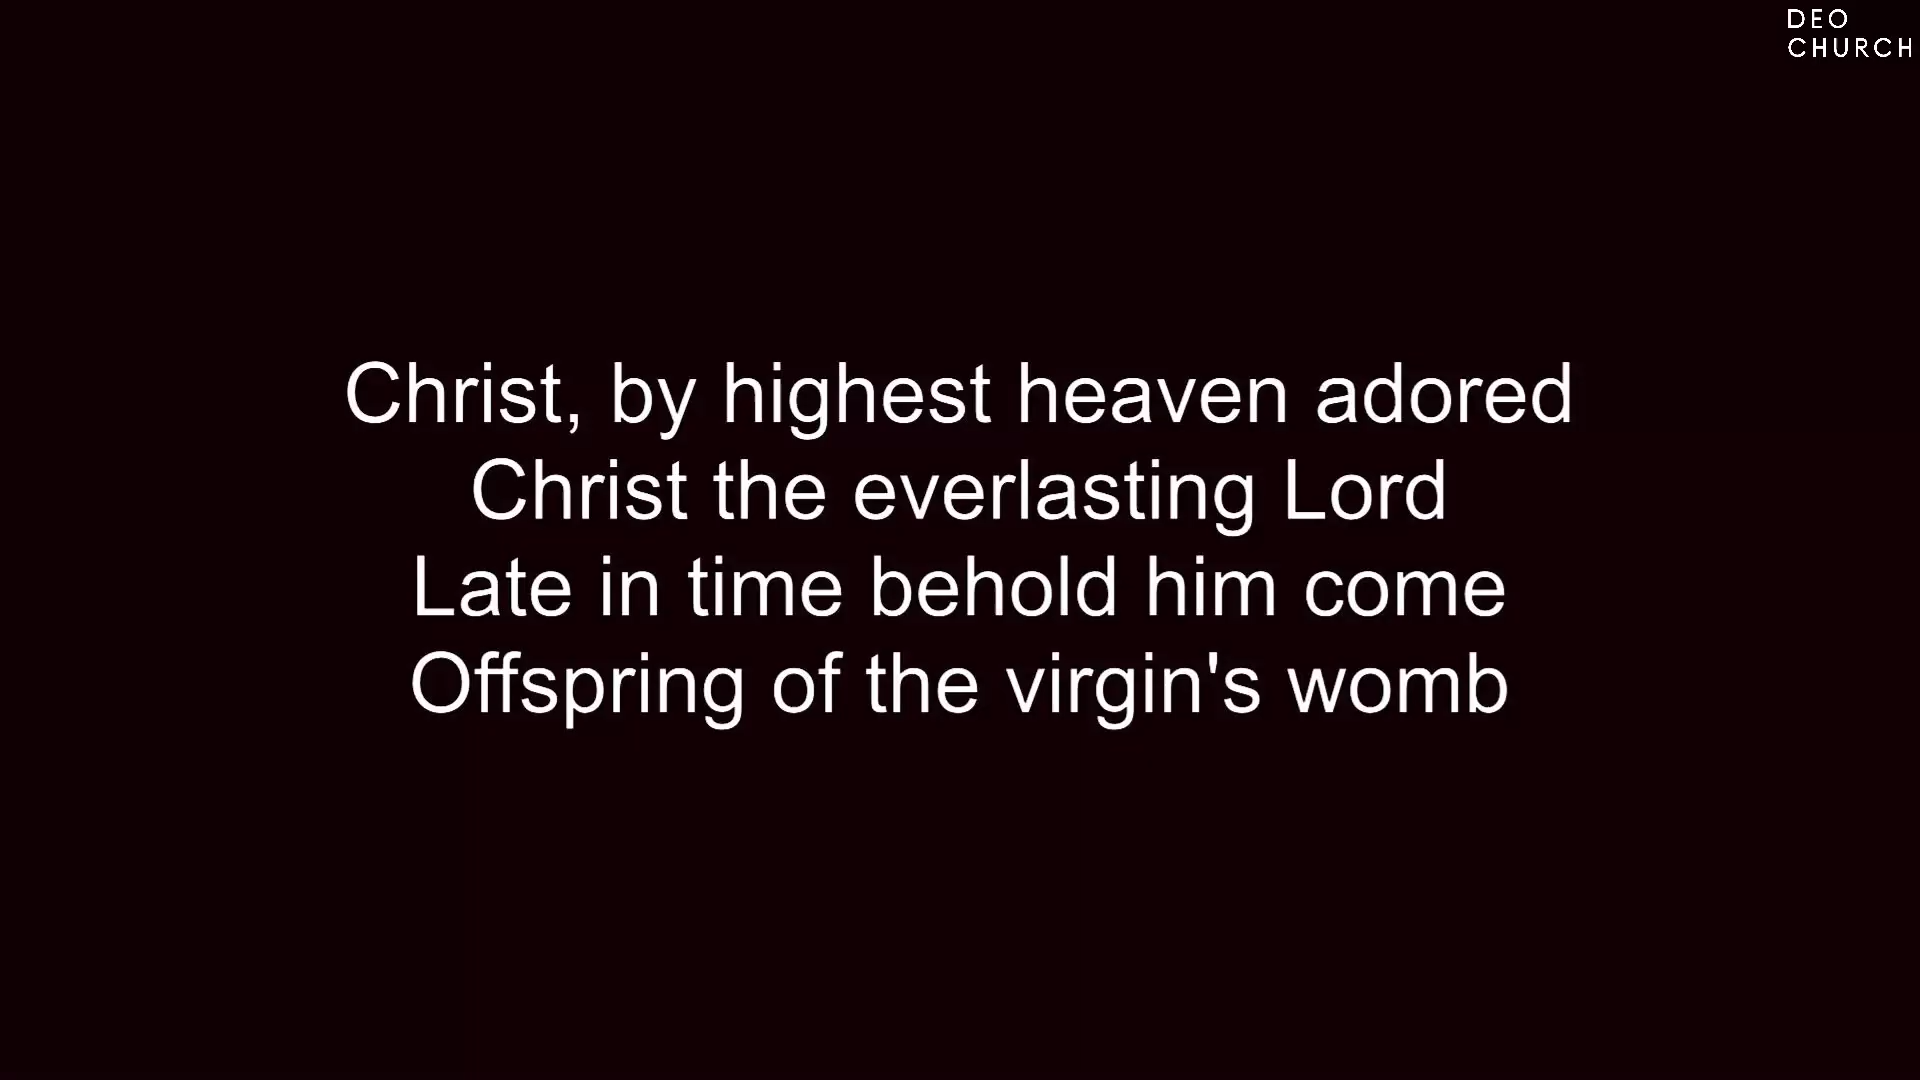 DEO
CHURCH
Christ, by highest heaven adored
Christ the everlasting Lord
Late in time behold him come
Offspring of the virgin's womb